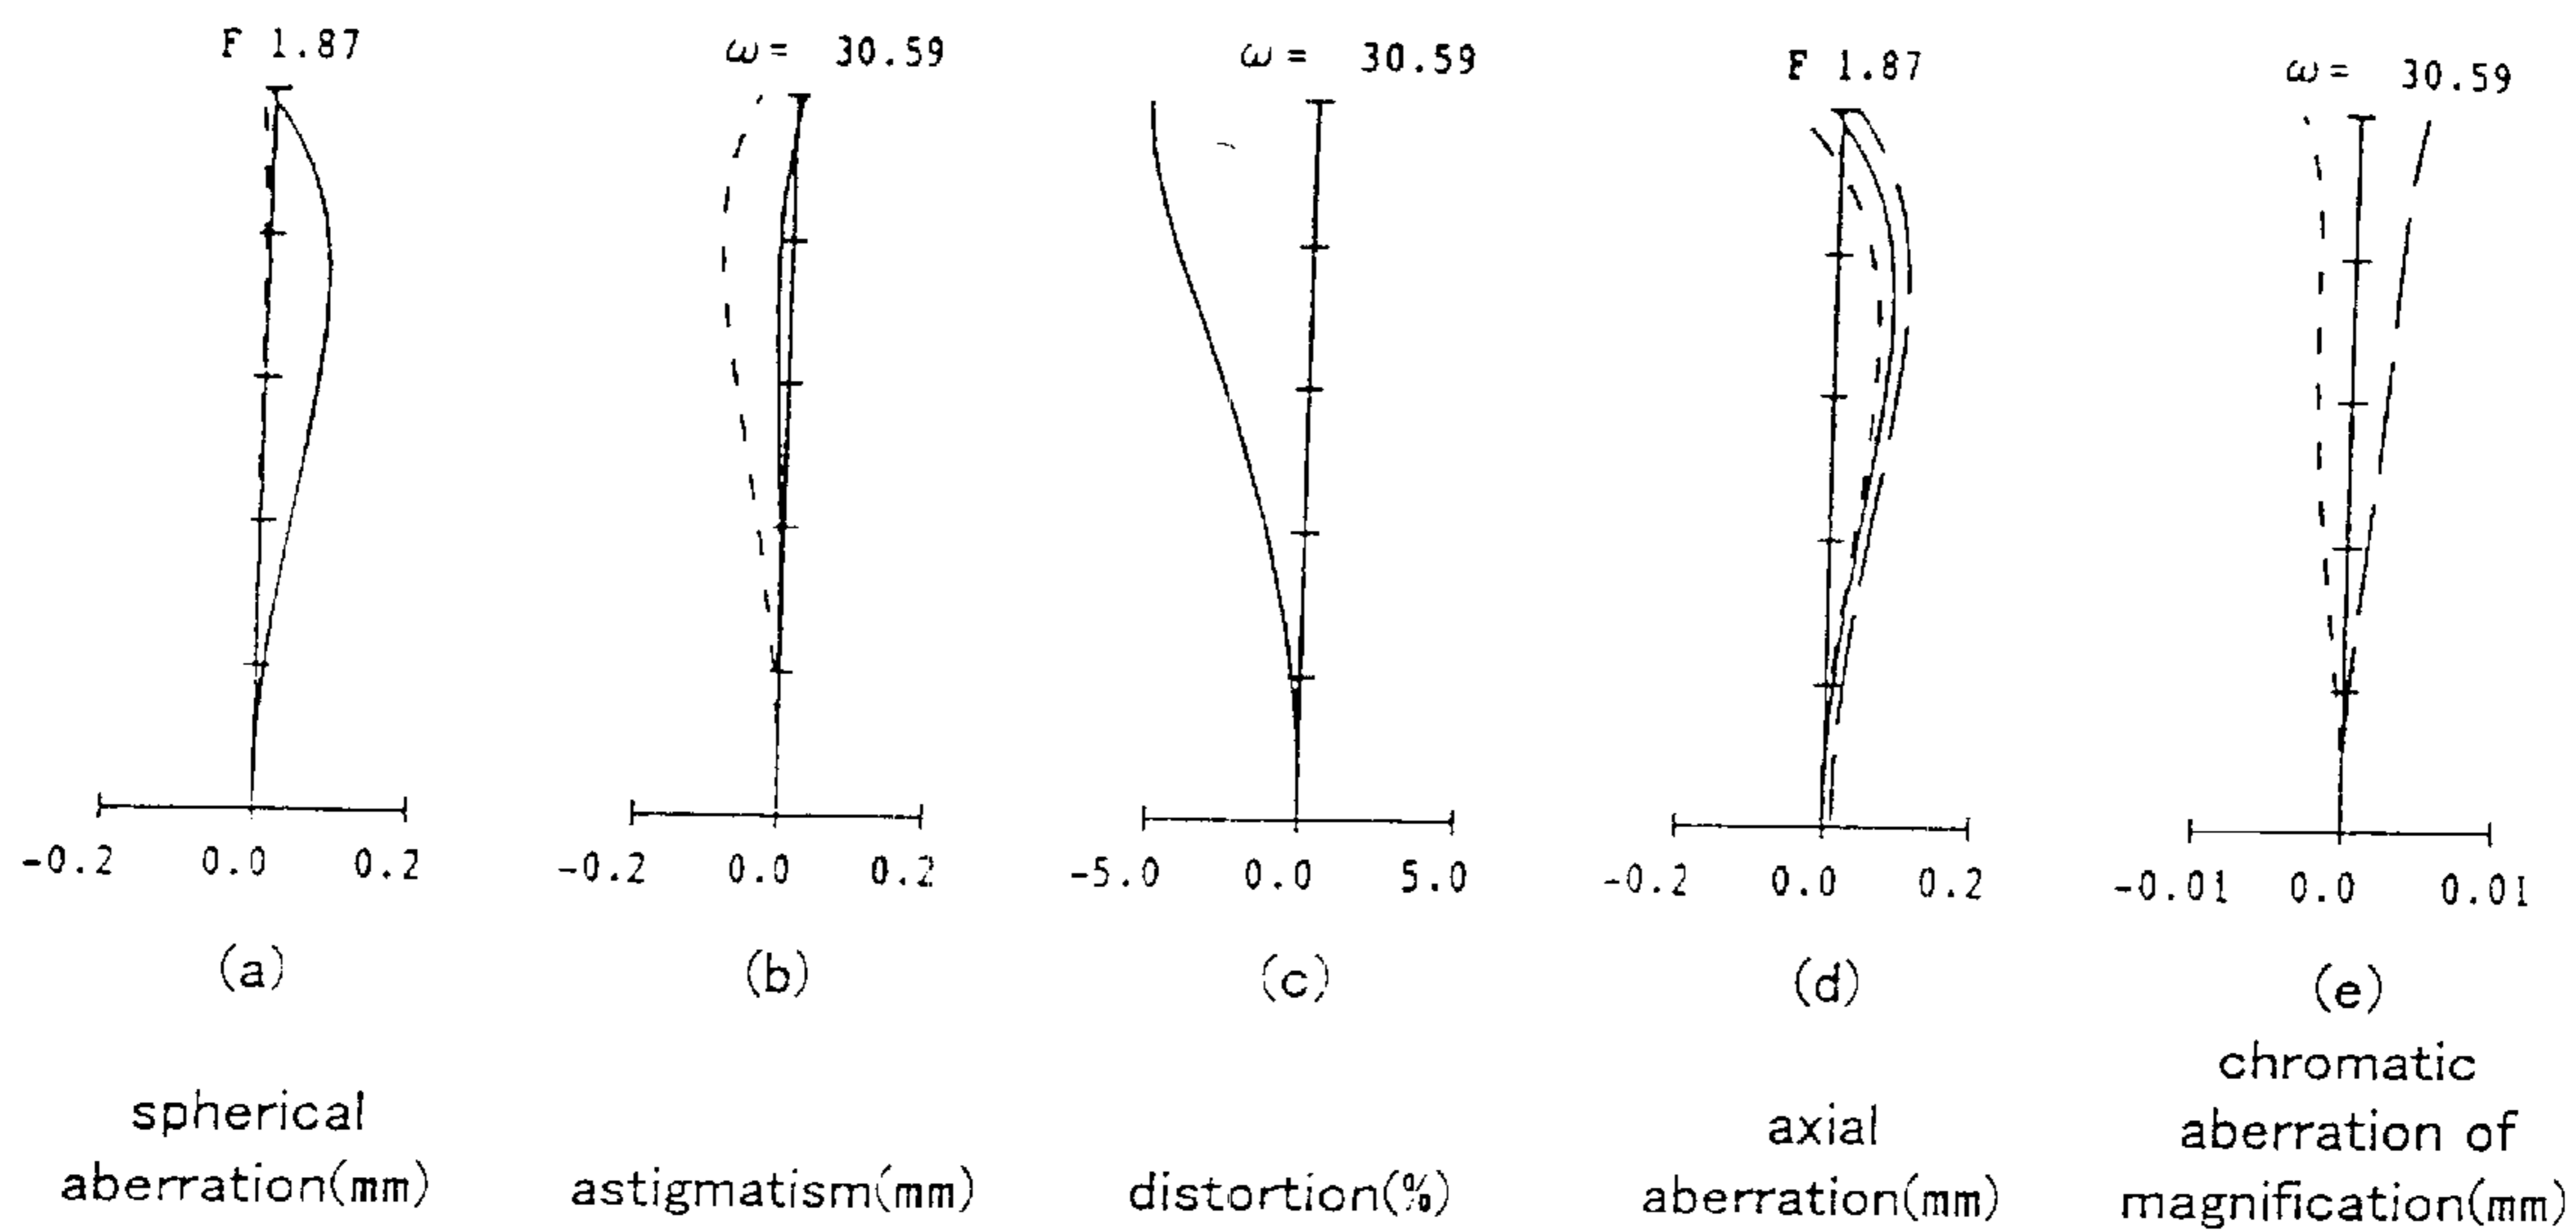 F 1.87
ω= 30.59
ω= 30.59
F 1.87
ω= 30.59
-0.2 0.0 0.2
-0.2 0.0 0.2
-5.0 0.0 5.0
-0.2 0.0 0.2
-0.01 0.0 0.01
(a)
(b)
(c)
(d)
(e)
spherical
aberration(mm)
astigmatism(mm)
distortion(%)
axial
aberration(mm)
chromatic
aberration of
magnification(mm)